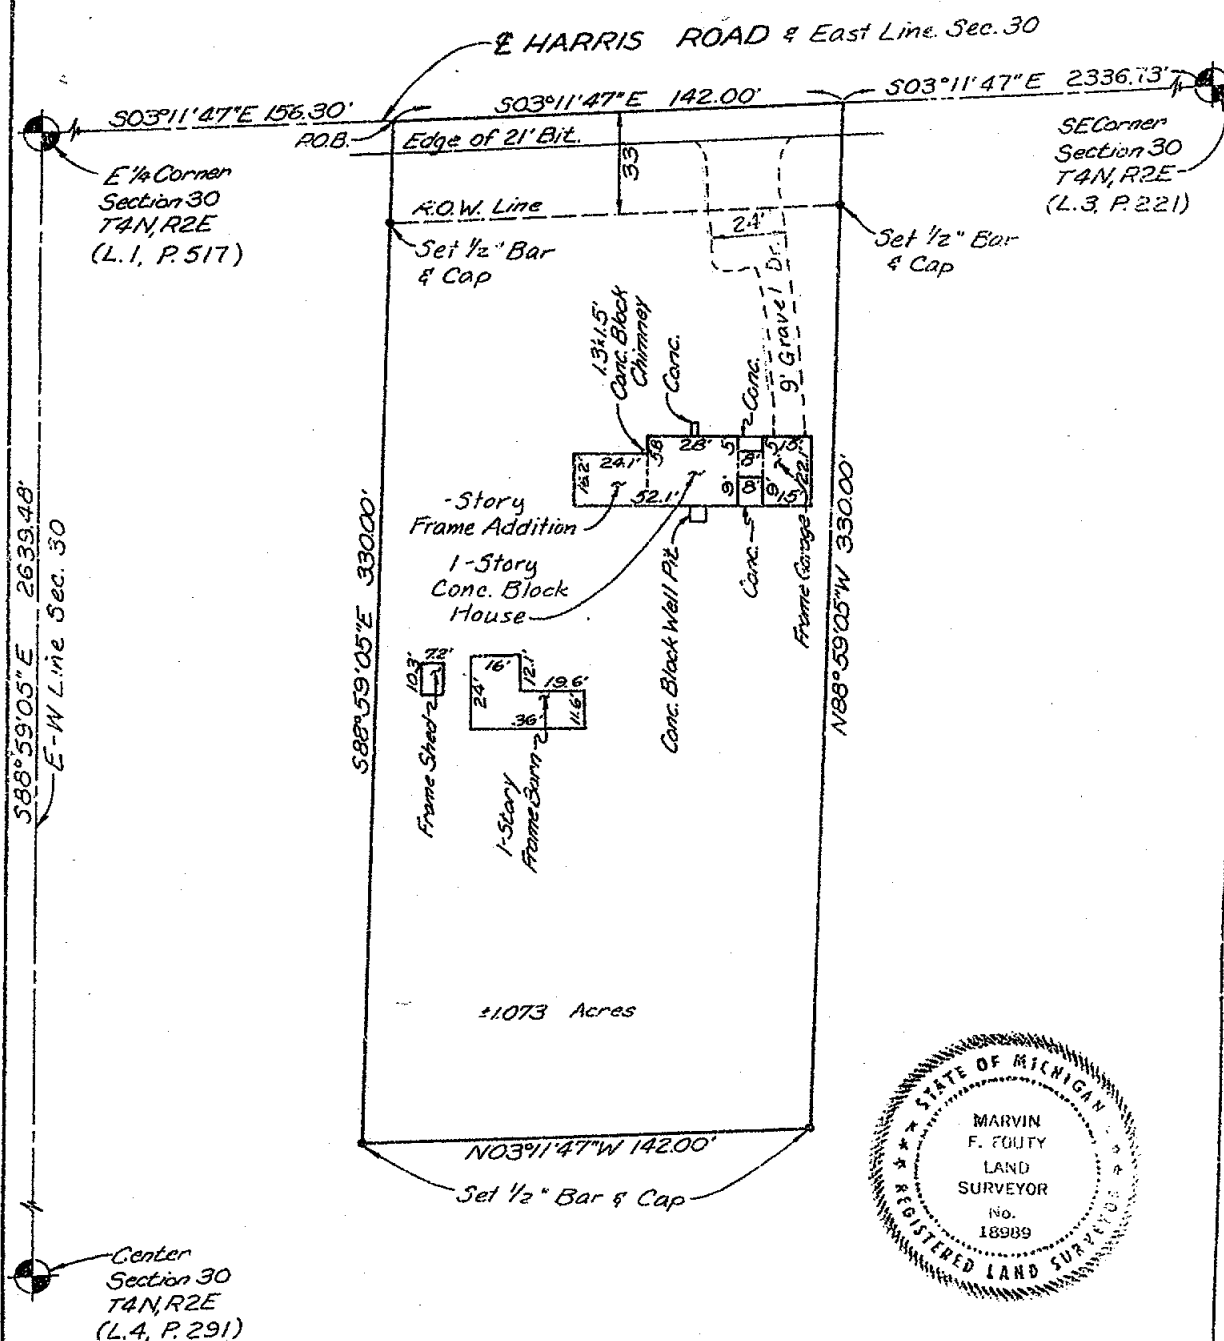 ℄ HARRIS ROAD & East Line Sec. 30
S03°11'47"E 156.30'
S03°11'47"E 142.00'
S03°11'47"E 2336.73'
P.O.B.
Edge of 21' Bit.
33'
E 1/4 Corner
Section 30
T4N, R2E
(L.1, P.517)
SE Corner
Section 30
T4N, R2E
(L.3, P.221)
R.O.W. Line
Set 1/2" Bar
& Cap
24'
Set 1/2" Bar
& Cap
9' Gravel Dr.
1.3'x1.5'
Conc. Block
Chimney
Conc.
Conc.
24.1'
16.2'
5.8'
28'
5'
8'
5'
15'
22.1'
52.1'
9'
8'
9'
15'
-Story
Frame Addition
1-Story
Conc. Block
House
Conc. Block Well Pit
Conc.
Frame Garage
S88°59'05"E 330.00'
N88°59'05"W 330.00'
S88°59'05"E 2639.48'
E-W Line Sec. 30
7.2'
10.3'
Frame Shed
16'
12.1'
19.6'
24'
36'
11.6'
1-Story
Frame Barn
±1.073 Acres
N03°11'47"W 142.00'
Set 1/2" Bar & Cap
STATE OF MICHIGAN
MARVIN
F. FOUTY
LAND
SURVEYOR
No.
18989
REGISTERED LAND SURVEYOR
Center
Section 30
T4N, R2E
(L.4, P.291)